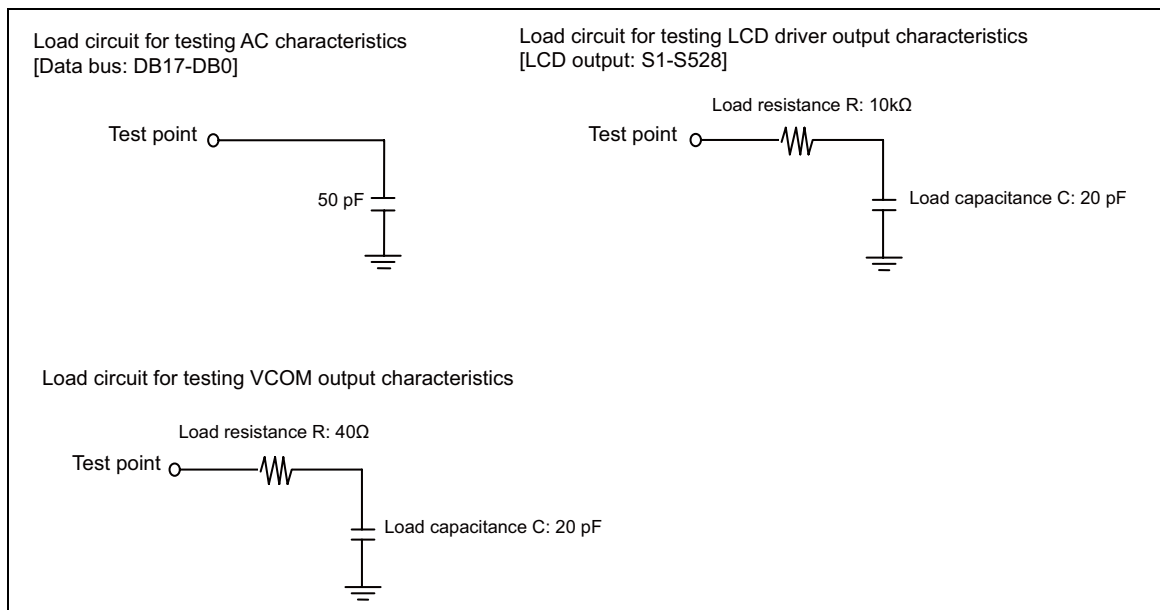 Load circuit for testing AC characteristics
[Data bus: DB17-DB0]
Test point
50 pF
Load circuit for testing LCD driver output characteristics
[LCD output: S1-S528]
Load resistance R: 10kΩ
Test point
Load capacitance C: 20 pF
Load circuit for testing VCOM output characteristics
Load resistance R: 40Ω
Test point
Load capacitance C: 20 pF